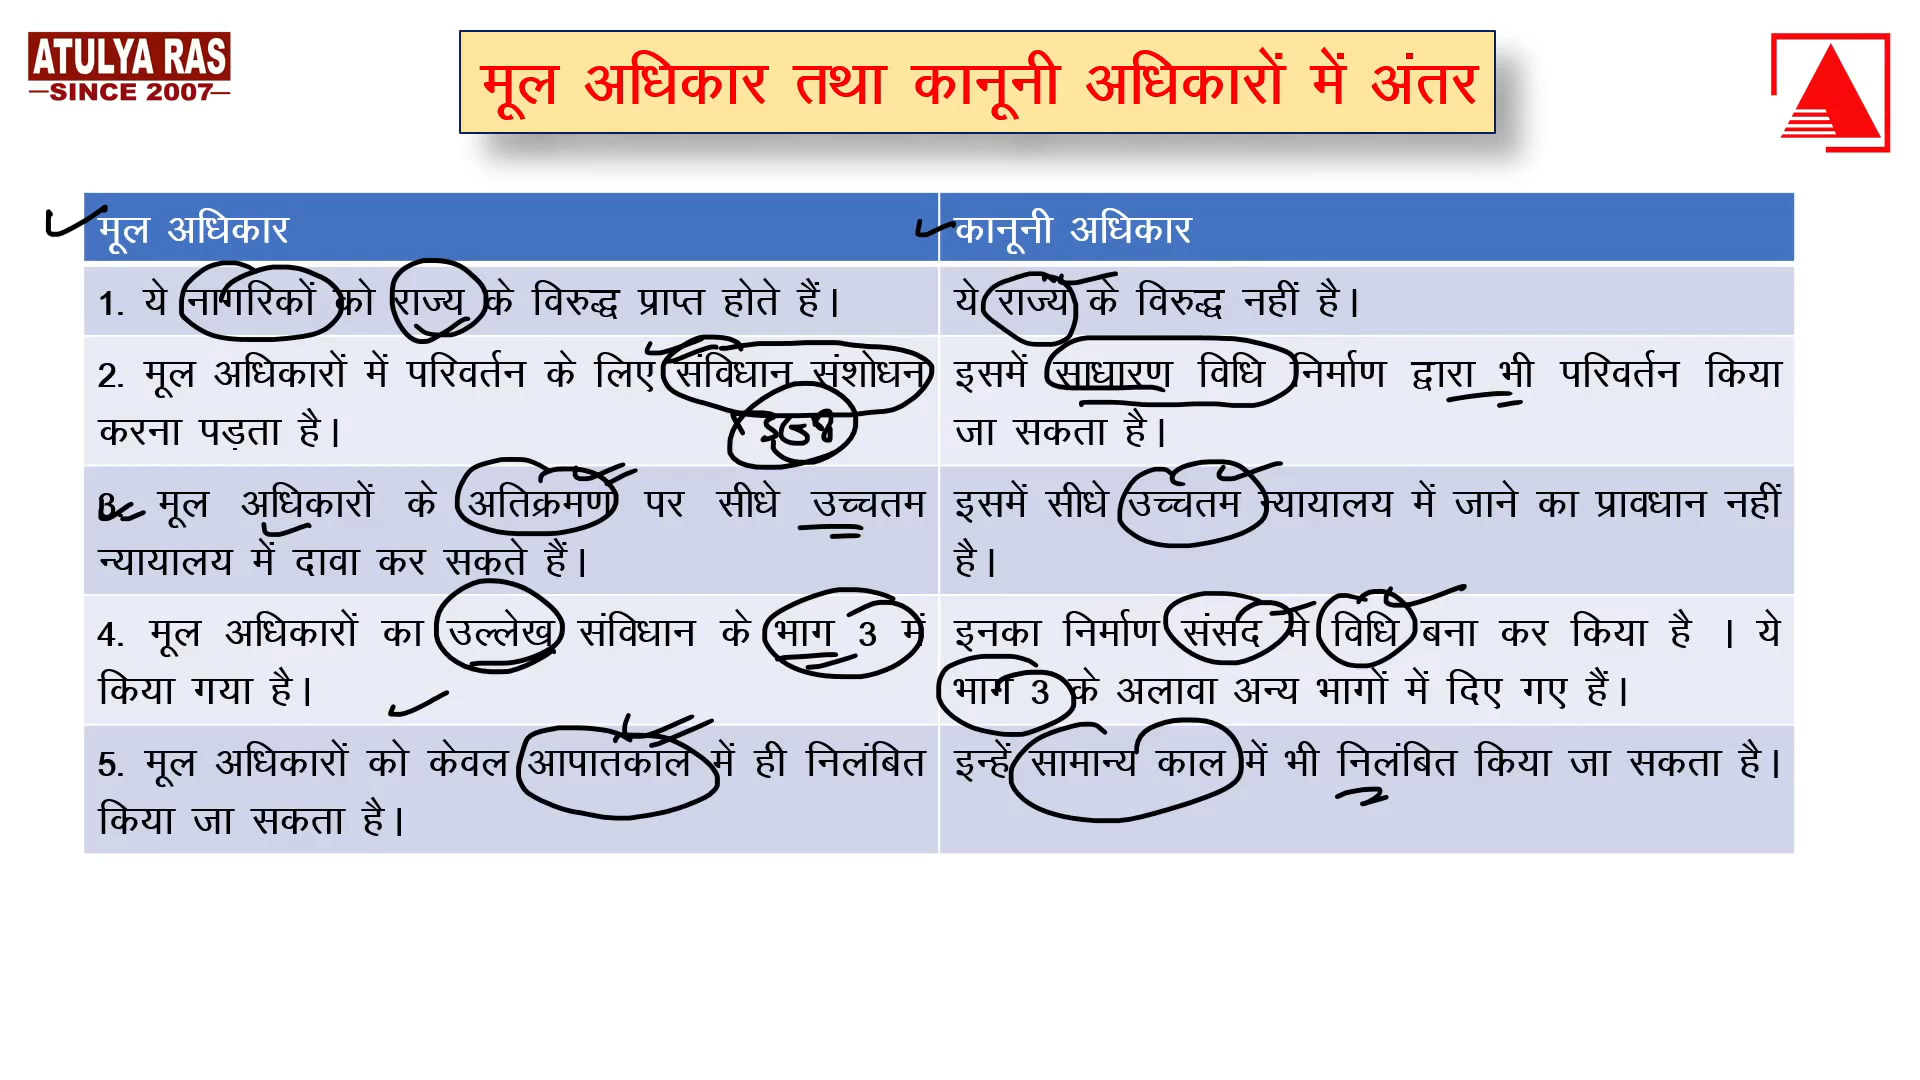 ATULYA RAS
SINCE 2007
मूल अधिकार तथा कानूनी अधिकारों में अंतर
मूल अधिकार
कानूनी अधिकार
1. ये नागरिकों को राज्य के विरुद्ध प्राप्त होते हैं।
ये राज्य के विरुद्ध नहीं है।
2. मूल अधिकारों में परिवर्तन के लिए संविधान संशोधन
करना पड़ता है।
368
इसमें साधारण विधि निर्माण द्वारा भी परिवर्तन किया
जा सकता है।
3. मूल अधिकारों के अतिक्रमण पर सीधे उच्चतम
न्यायालय में दावा कर सकते हैं।
इसमें सीधे उच्चतम न्यायालय में जाने का प्रावधान नहीं
है।
4. मूल अधिकारों का उल्लेख संविधान के भाग 3 में
किया गया है।
इनका निर्माण संसद ने विधि बना कर किया है । ये
भाग 3 के अलावा अन्य भागों में दिए गए हैं।
5. मूल अधिकारों को केवल आपातकाल में ही निलंबित
किया जा सकता है।
इन्हें सामान्य काल में भी निलंबित किया जा सकता है।